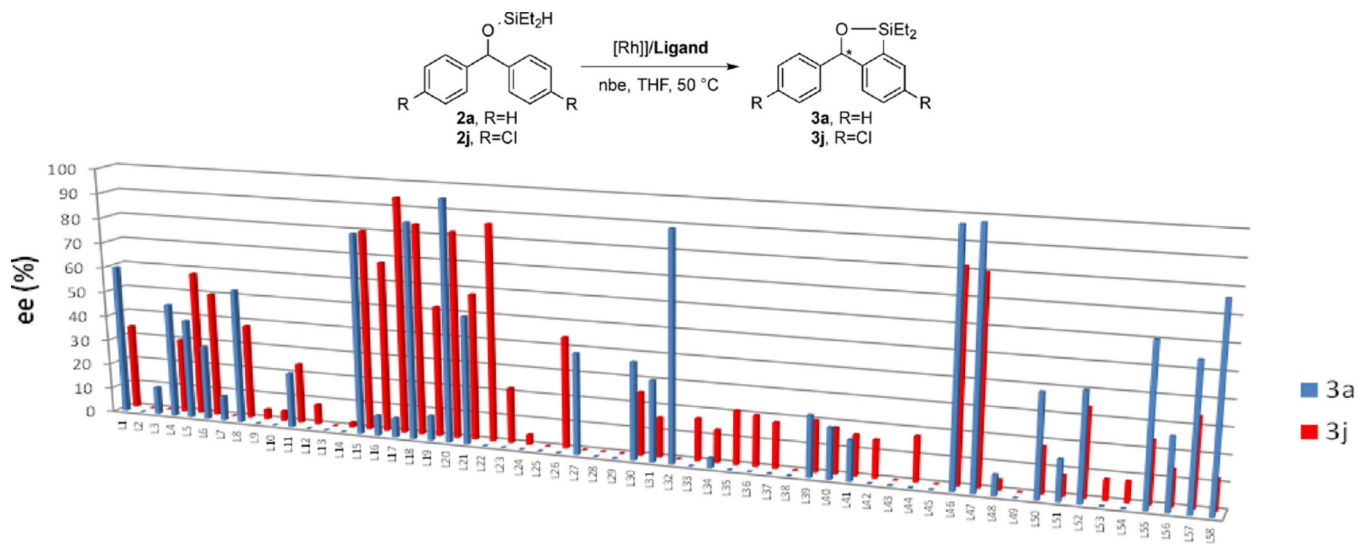 SiEt2H
O
R
R
2a, R=H
2j, R=Cl
[Rh]]/Ligand
nbe, THF, 50 °C
O
SiEt2
*
R
R
3a, R=H
3j, R=Cl
ee (%)
100
90
80
70
60
50
40
30
20
10
0
L1
L2
L3
L4
L5
L6
L7
L8
L9
L10
L11
L12
L13
L14
L15
L16
L17
L18
L19
L20
L21
L22
L23
L24
L25
L26
L27
L28
L29
L30
L31
L32
L33
L34
L35
L36
L37
L38
L39
L40
L41
L42
L43
L44
L45
L46
L47
L48
L49
L50
L51
L52
L53
L54
L55
L56
L57
L58
3a
3j